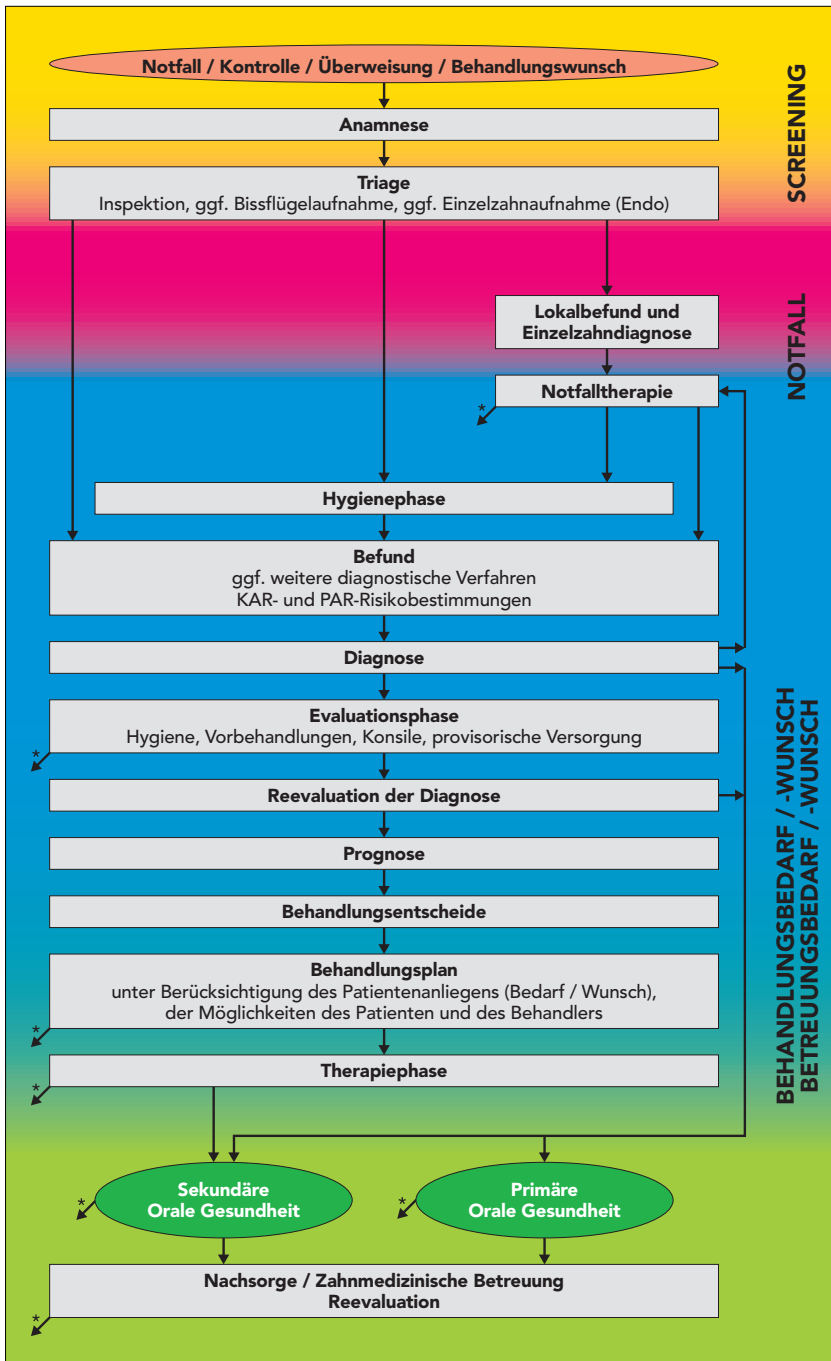 Notfall / Kontrolle / Überweisung / Behandlungswunsch
Anamnese
Triage
Inspektion, ggf. Bissflügelaufnahme, ggf. Einzelzahnaufnahme (Endo)
SCREENING
Lokalbefund und
Einzelzahndiagnose
NOTFALL
Notfalltherapie
*
Hygienephase
Befund
ggf. weitere diagnostische Verfahren
KAR- und PAR-Risikobestimmungen
Diagnose
Evaluationsphase
Hygiene, Vorbehandlungen, Konsile, provisorische Versorgung
*
Reevaluation der Diagnose
Prognose
Behandlungsentscheide
Behandlungsplan
unter Berücksichtigung des Patientenanliegens (Bedarf / Wunsch),
der Möglichkeiten des Patienten und des Behandlers
*
Therapiephase
*
BEHANDLUNGSBEDARF / -WUNSCH
BETREUUNGSBEDARF / -WUNSCH
Sekundäre
Orale Gesundheit
*
Primäre
Orale Gesundheit
*
Nachsorge / Zahnmedizinische Betreuung
Reevaluation
*